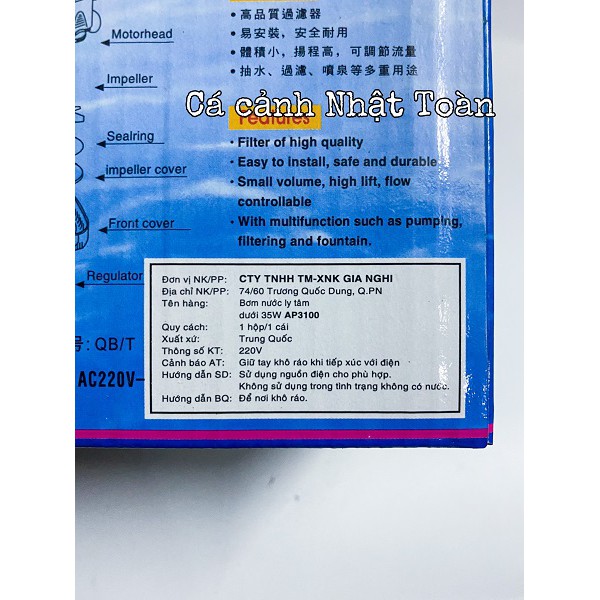 ・高品質過濾器
・易安裝，安全耐用
・體積小，揚程高，可調節流量
・抽水、過濾、噴泉等多重用途
Cá cảnh Nhật Toàn
Features
・Filter of high quality
・Easy to install, safe and durable
・Small volume, high lift, flow
controllable
・With multifunction such as pumping,
filtering and fountain.
Motorhead
Impeller
Sealring
impeller cover
Front cover
Regulator
Đơn vị NK/PP: CTY TNHH TM-XNK GIA NGHI
Địa chỉ NK/PP: 74/60 Trương Quốc Dung, Q.PN
Tên hàng: Bơm nước ly tâm
dưới 35W AP3100
Quy cách: 1 hộp/1 cái
Xuất xứ: Trung Quốc
Thông số KT: 220V
Cảnh báo AT: Giữ tay khô ráo khi tiếp xúc với điện
Hướng dẫn SD: Sử dụng nguồn điện cho phù hợp.
Không sử dụng trong tình trạng không có nước.
Hướng dẫn BQ: Để nơi khô ráo.
: QB/T
AC220V~